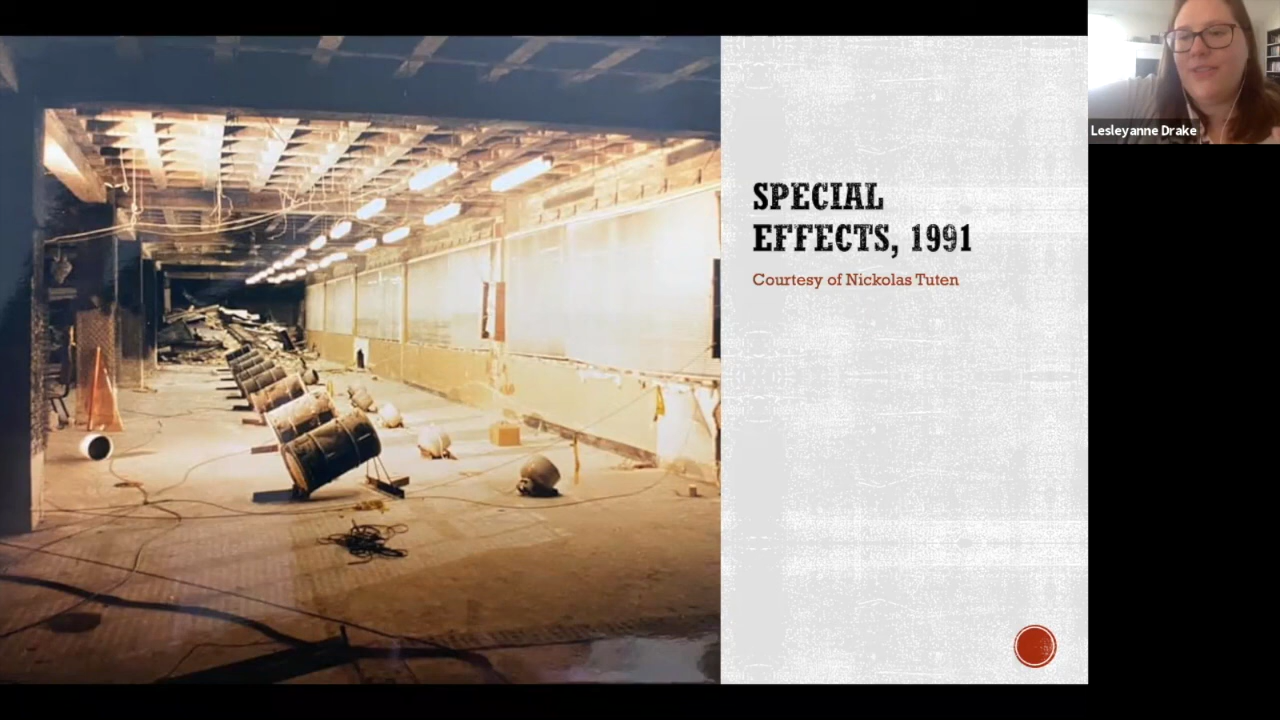 SPECIAL
EFFECTS, 1991
Courtesy of Nickolas Tuten
Lesleyanne Drake